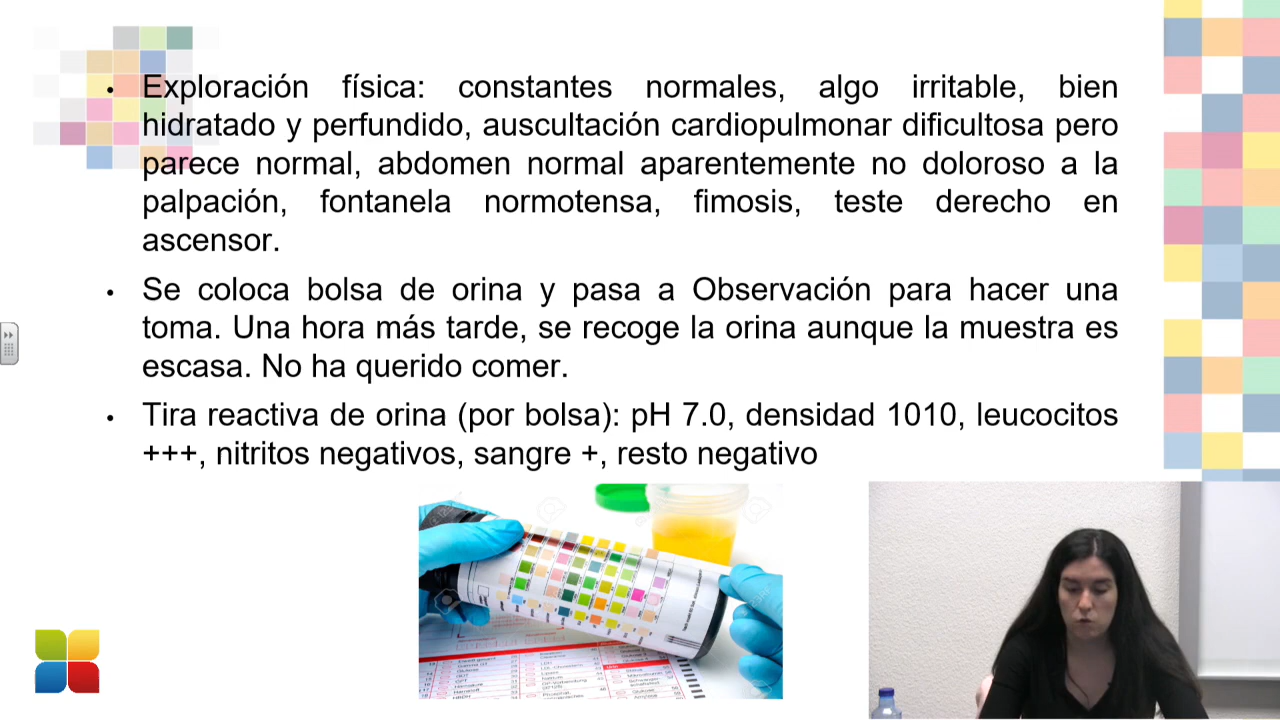 • Exploración física: constantes normales, algo irritable, bien
hidratado y perfundido, auscultación cardiopulmonar dificultosa pero
parece normal, abdomen normal aparentemente no doloroso a la
palpación, fontanela normotensa, fimosis, teste derecho en
ascensor.
• Se coloca bolsa de orina y pasa a Observación para hacer una
toma. Una hora más tarde, se recoge la orina aunque la muestra es
escasa. No ha querido comer.
• Tira reactiva de orina (por bolsa): pH 7.0, densidad 1010, leucocitos
+++, nitritos negativos, sangre +, resto negativo